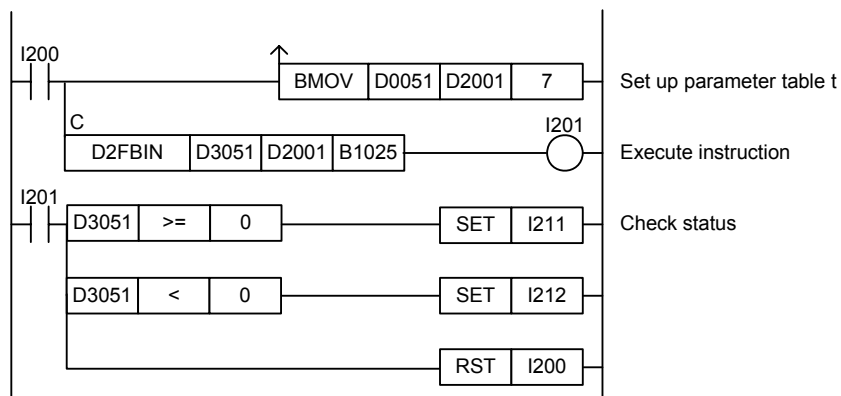 I200
BMOV D0051 D2001 7 Set up parameter table t
C
I201
D2FBIN D3051 D2001 B1025 Execute instruction
I201
D3051 >= 0 SET I211 Check status
D3051 < 0 SET I212
RST I200